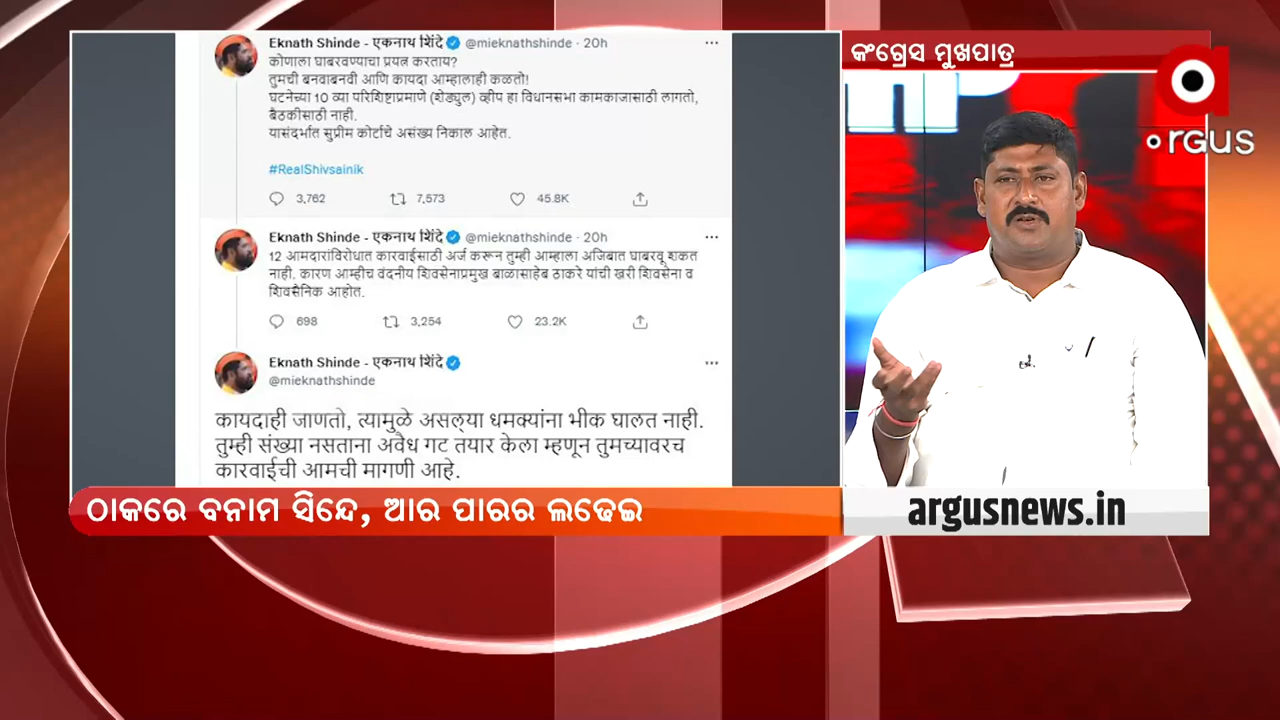 Eknath Shinde - एकनाथ शिंदे @mieknathshinde · 20h
कोणाला घाबरवण्याचा प्रयत्न करताय?
तुमची बनवाबनवी आणि कायदा आम्हालाही कळतो!
घटनेच्या 10 व्या परिशिष्टाप्रमाणे (शेड्युल) व्हीप हा विधानसभा कामकाजासाठी लागतो,
बैठकीसाठी नाही.
यासंदर्भात सुप्रीम कोर्टाचे असंख्य निकाल आहेत.
#RealShivsainik
3,762 7,573 45.8K
Eknath Shinde - एकनाथ शिंदे @mieknathshinde · 20h
12 आमदारांविरोधात कारवाईसाठी अर्ज करून तुम्ही आम्हाला अजिबात घाबरवू शकत
नाही. कारण आम्हीच वंदनीय शिवसेनाप्रमुख बाळासाहेब ठाकरे यांची खरी शिवसेना व
शिवसैनिक आहोत.
698 3,254 23.2K
Eknath Shinde - एकनाथ शिंदे
@mieknathshinde
कायदाही जाणतो, त्यामुळे असल्या धमक्यांना भीक घालत नाही.
तुम्ही संख्या नसताना अवैध गट तयार केला म्हणून तुमच्यावरच
कारवाईची आमची मागणी आहे.
ଠାକରେ ବନାମ ସିନ୍ଦେ, ଆର ପାରର ଲଢେଇ
କଂଗ୍ରେସ ମୁଖପାତ୍ର
argus
argusnews.in